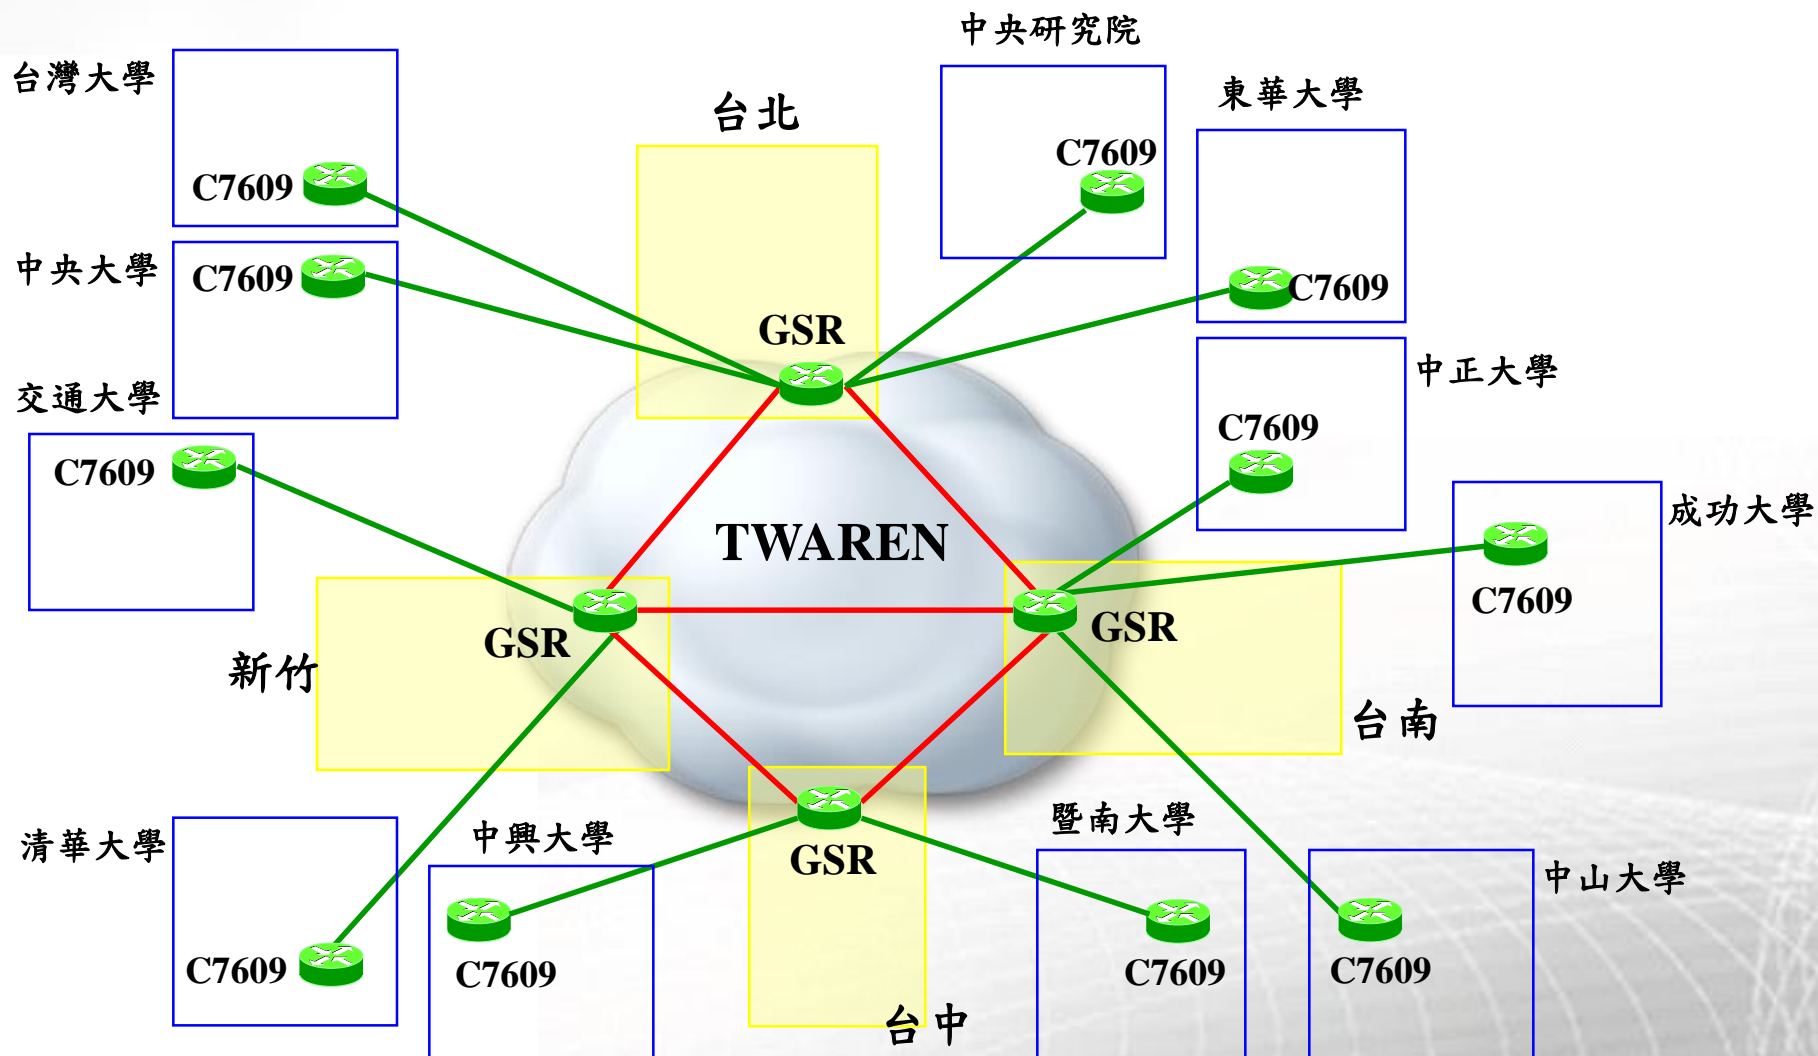 中央研究院
台灣大學
東華大學
台北
C7609
C7609
中央大學
C7609
C7609
GSR
中正大學
交通大學
C7609
C7609
成功大學
TWAREN
C7609
GSR
GSR
新竹
台南
暨南大學
中興大學
清華大學
GSR
中山大學
C7609
C7609
C7609
C7609
台中